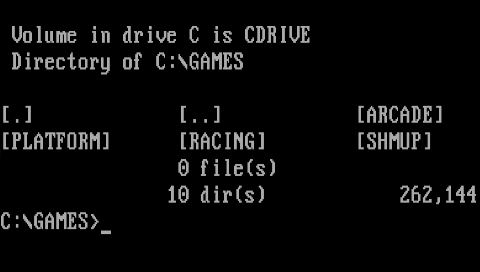 Volume in drive C is CDRIVE
Directory of C:\GAMES
[.] [..] [ARCADE]
[PLATFORM] [RACING] [SHMUP]
0 file(s)
10 dir(s) 262,144
C:\GAMES>_